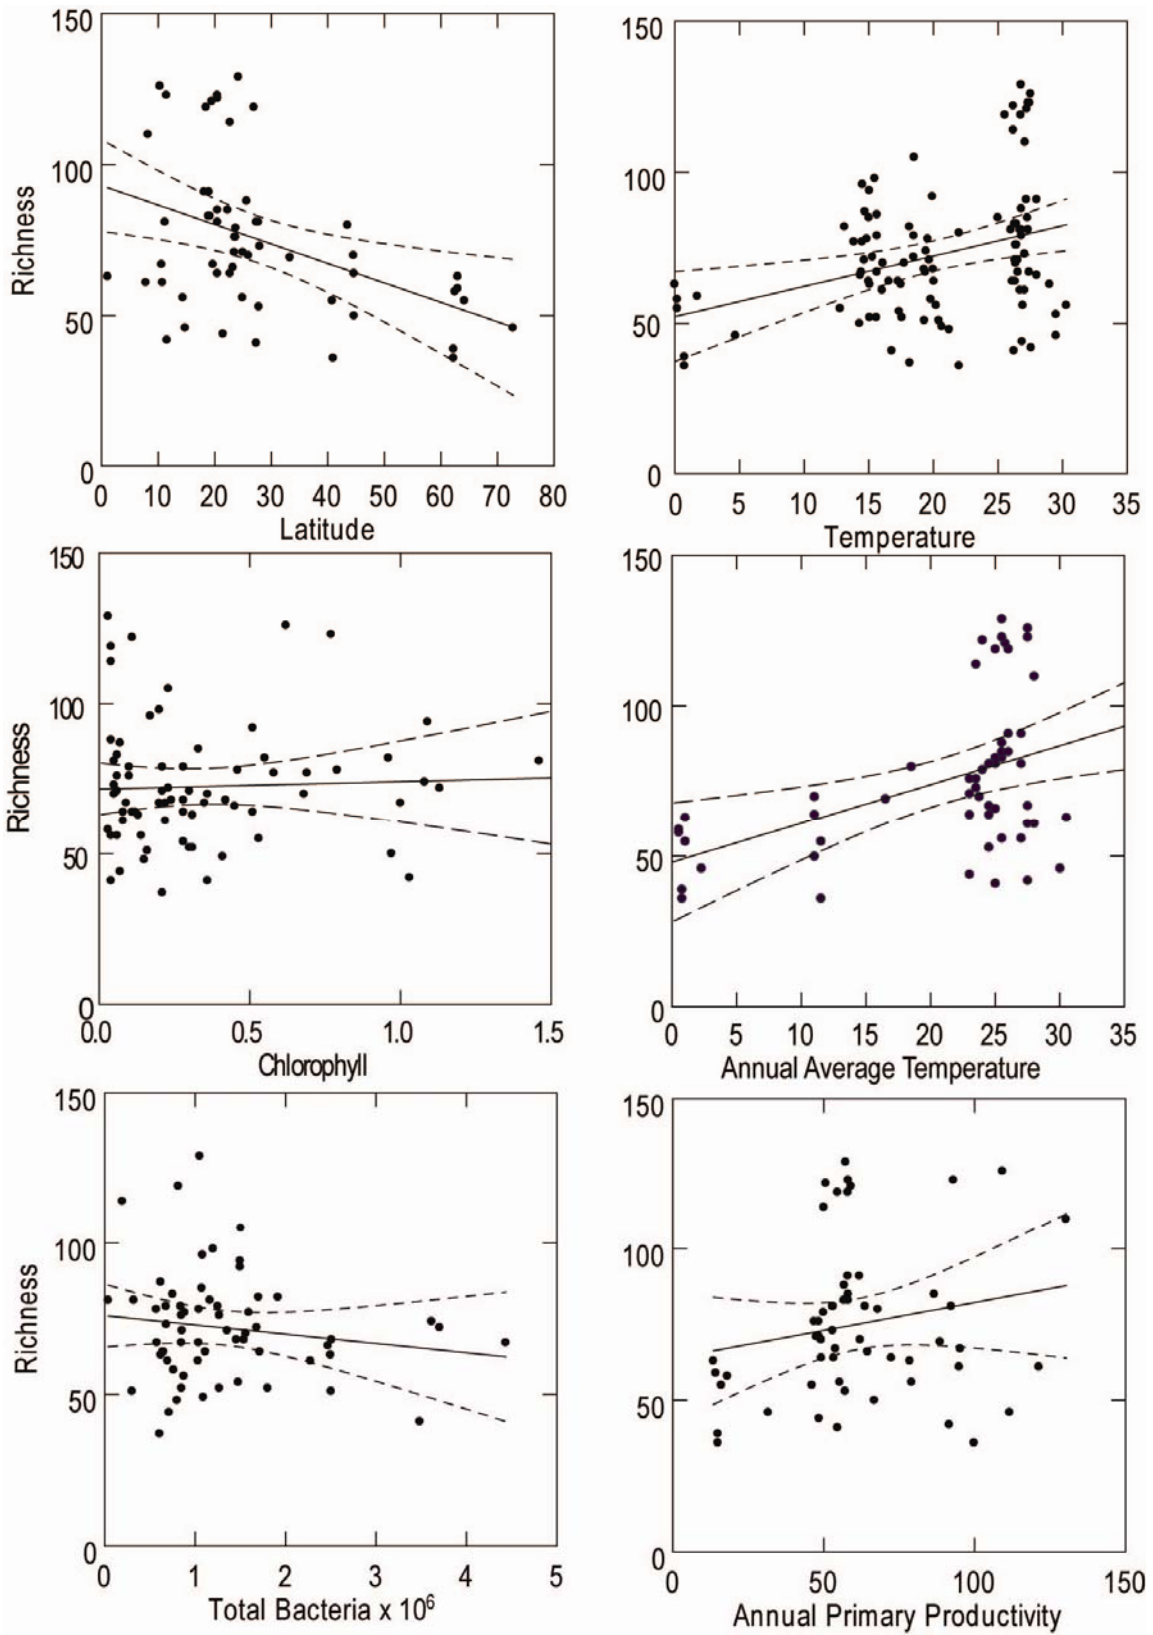 150
100
50
0
Richness
0 10 20 30 40 50 60 70 80
Latitude
150
100
50
0
0 5 10 15 20 25 30 35
Temperature
150
100
50
0
Richness
0.0 0.5 1.0 1.5
Chlorophyll
150
100
50
0
0 5 10 15 20 25 30 35
Annual Average Temperature
150
100
50
0
Richness
0 1 2 3 4 5
Total Bacteria x 10⁶
150
100
50
0
0 50 100 150
Annual Primary Productivity